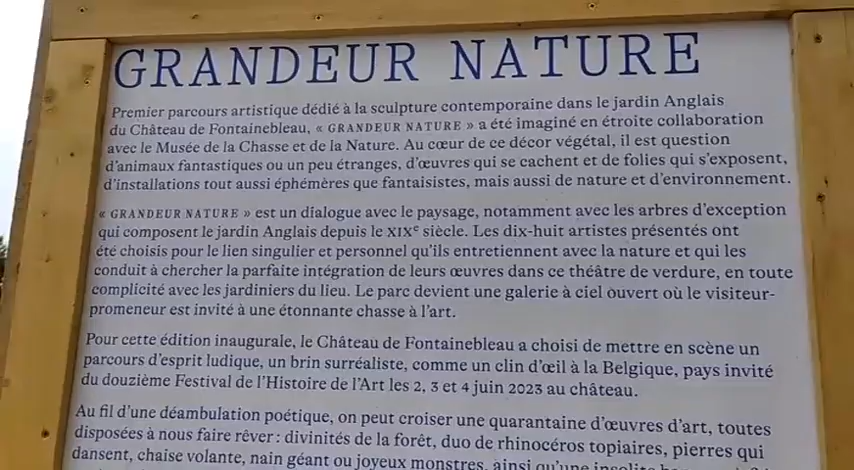 GRANDEUR NATURE
Premier parcours artistique dédié à la sculpture contemporaine dans le jardin Anglais
du Château de Fontainebleau, « GRANDEUR NATURE » a été imaginé en étroite collaboration
avec le Musée de la Chasse et de la Nature. Au cœur de ce décor végétal, il est question
d'animaux fantastiques ou un peu étranges, d'œuvres qui se cachent et de folies qui s'exposent,
d'installations tout aussi éphémères que fantaisistes, mais aussi de nature et d'environnement.
« GRANDEUR NATURE » est un dialogue avec le paysage, notamment avec les arbres d'exception
qui composent le jardin Anglais depuis le XIXe siècle. Les dix-huit artistes présentés ont
été choisis pour le lien singulier et personnel qu'ils entretiennent avec la nature et qui les
conduit à chercher la parfaite intégration de leurs œuvres dans ce théâtre de verdure, en toute
complicité avec les jardiniers du lieu. Le parc devient une galerie à ciel ouvert où le visiteur-
promeneur est invité à une étonnante chasse à l'art.
Pour cette édition inaugurale, le Château de Fontainebleau a choisi de mettre en scène un
parcours d'esprit ludique, un brin surréaliste, comme un clin d'œil à la Belgique, pays invité
du douzième Festival de l'Histoire de l'Art les 2, 3 et 4 juin 2023 au château.
Au fil d'une déambulation poétique, on peut croiser une quarantaine d'œuvres d'art, toutes
disposées à nous faire rêver : divinités de la forêt, duo de rhinocéros topiaires, pierres qui
dansent, chaise volante, nain géant ou joyeux monstres, ainsi qu'une insolite